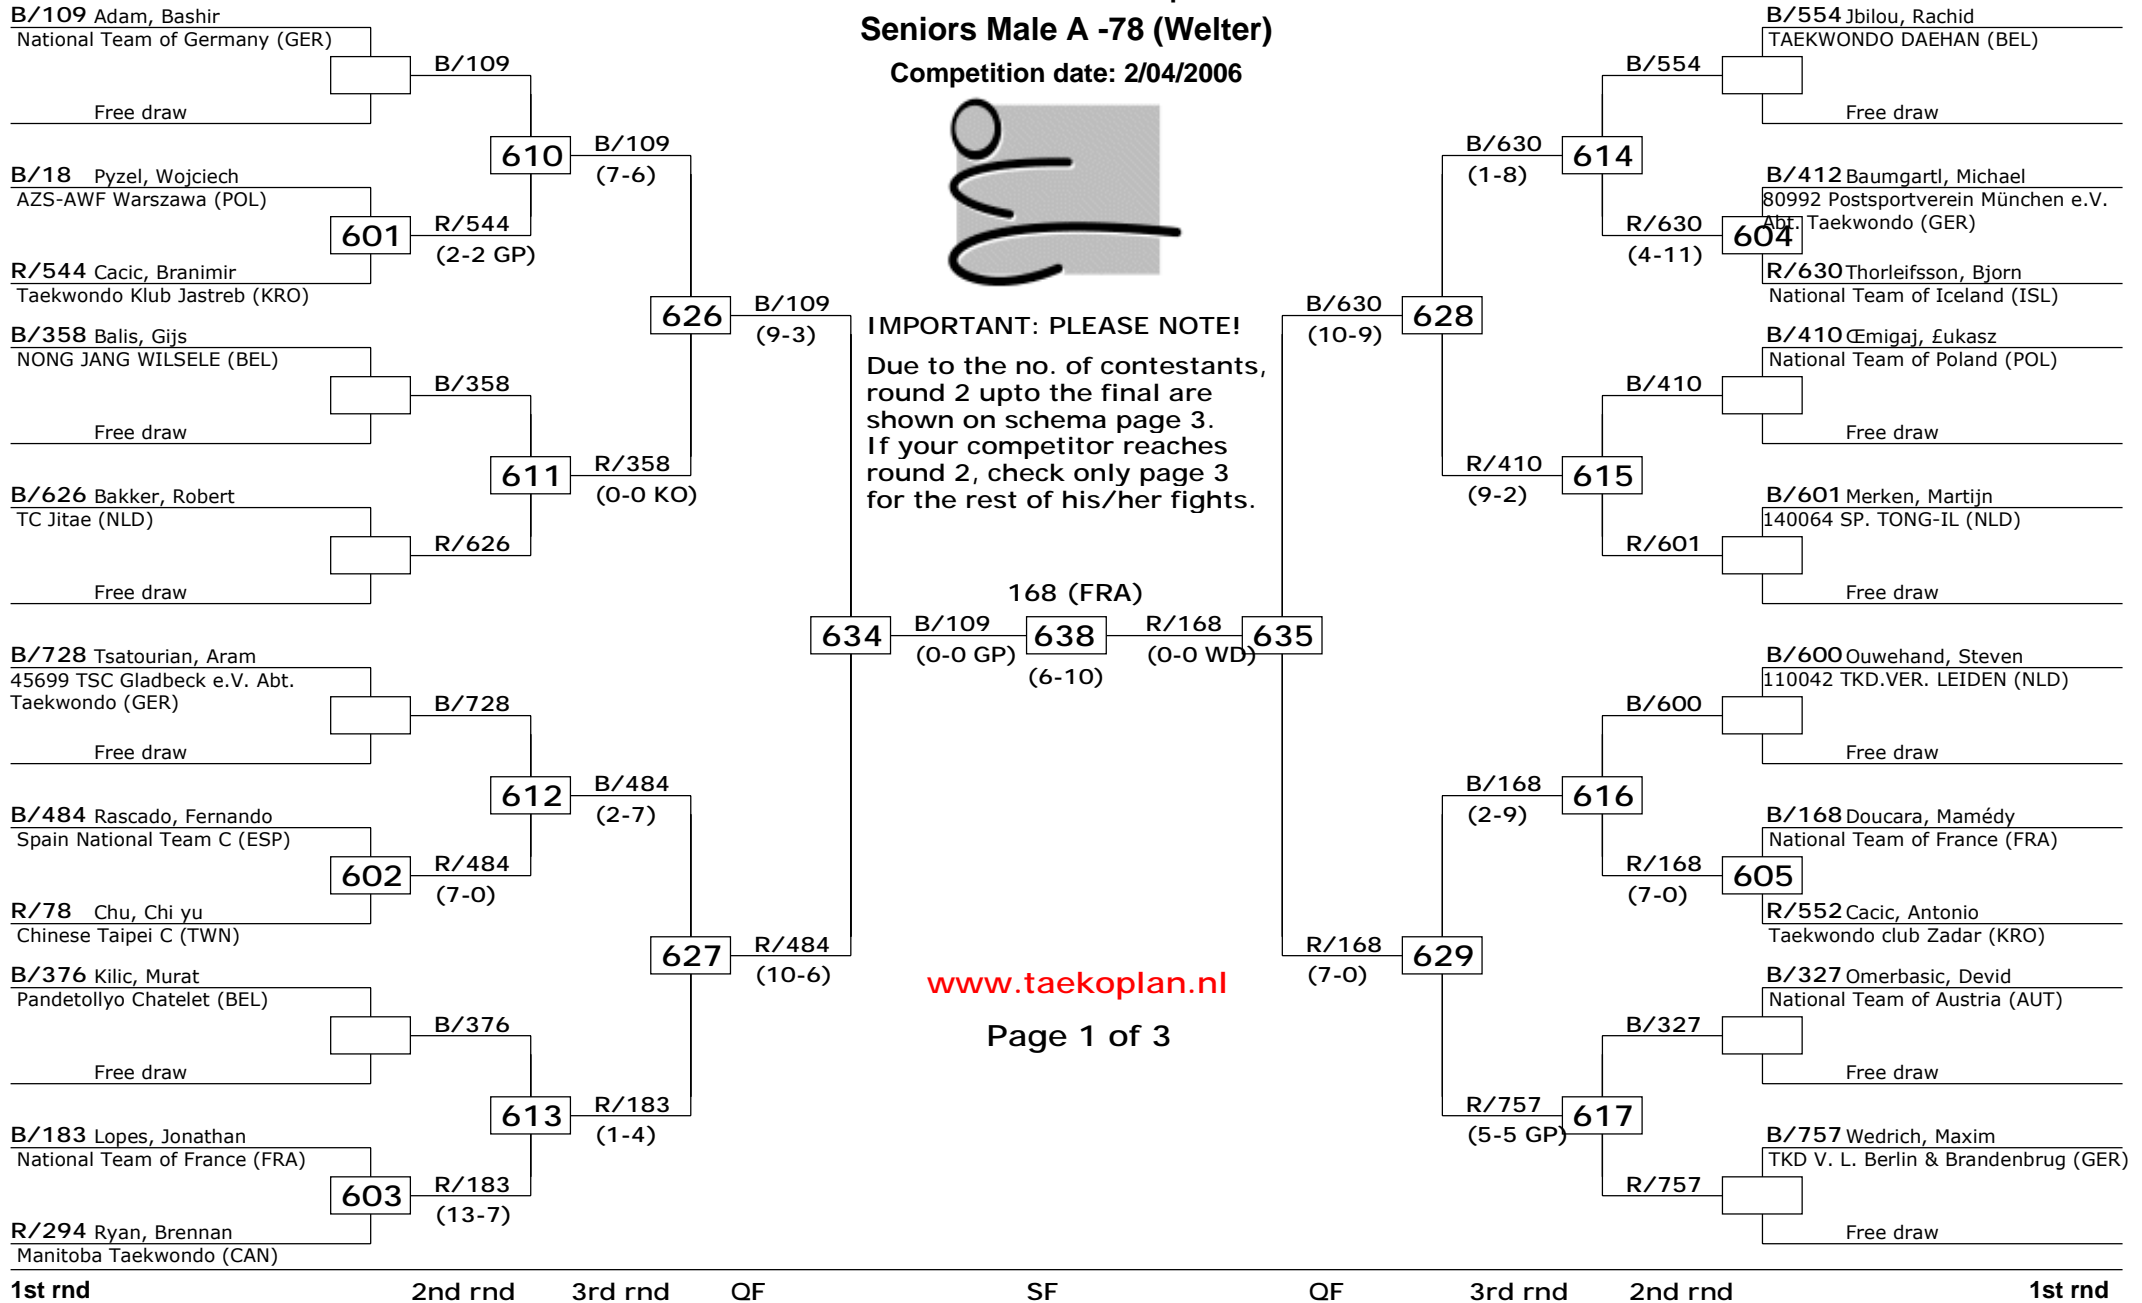 Seniors Male A -78 (Welter)
Competition date: 2/04/2006
B/109 Adam, Bashir
National Team of Germany (GER)
B/109
Free draw
610
B/109
(7-6)
B/18 Pyzel, Wojciech
AZS-AWF Warszawa (POL)
601
R/544
(2-2 GP)
R/544 Cacic, Branimir
Taekwondo Klub Jastreb (KRO)
626
B/109
(9-3)
B/358 Balis, Gijs
NONG JANG WILSELE (BEL)
B/358
Free draw
611
R/358
(0-0 KO)
B/626 Bakker, Robert
TC Jitae (NLD)
R/626
Free draw
634
B/109
(0-0 GP)
B/728 Tsatourian, Aram
45699 TSC Gladbeck e.V. Abt.
Taekwondo (GER)
B/728
Free draw
612
B/484
(2-7)
B/484 Rascado, Fernando
Spain National Team C (ESP)
602
R/484
(7-0)
R/78 Chu, Chi yu
Chinese Taipei C (TWN)
627
R/484
(10-6)
B/376 Kilic, Murat
Pandetollyo Chatelet (BEL)
B/376
Free draw
613
R/183
(1-4)
B/183 Lopes, Jonathan
National Team of France (FRA)
603
R/183
(13-7)
R/294 Ryan, Brennan
Manitoba Taekwondo (CAN)
IMPORTANT: PLEASE NOTE!
Due to the no. of contestants,
round 2 upto the final are
shown on schema page 3.
If your competitor reaches
round 2, check only page 3
for the rest of his/her fights.
168 (FRA)
638
(6-10)
R/168
(0-0 WD)
635
www.taekoplan.nl
Page 1 of 3
B/554 Jbilou, Rachid
TAEKWONDO DAEHAN (BEL)
B/554
Free draw
B/630
(1-8)
614
B/412 Baumgartl, Michael
80992 Postsportverein München e.V.
Abt. Taekwondo (GER)
R/630
(4-11)
604
R/630 Thorleifsson, Bjorn
National Team of Iceland (ISL)
B/630
(10-9)
628
B/410 Œmigaj, £ukasz
National Team of Poland (POL)
B/410
Free draw
R/410
(9-2)
615
B/601 Merken, Martijn
140064 SP. TONG-IL (NLD)
R/601
Free draw
B/600 Ouwehand, Steven
110042 TKD.VER. LEIDEN (NLD)
B/600
Free draw
B/168
(2-9)
616
B/168 Doucara, Mamédy
National Team of France (FRA)
R/168
(7-0)
605
R/552 Cacic, Antonio
Taekwondo club Zadar (KRO)
R/168
(7-0)
629
B/327 Omerbasic, Devid
National Team of Austria (AUT)
B/327
Free draw
R/757
(5-5 GP)
617
B/757 Wedrich, Maxim
TKD V. L. Berlin & Brandenbrug (GER)
R/757
Free draw
1st rnd 2nd rnd 3rd rnd QF SF QF 3rd rnd 2nd rnd 1st rnd